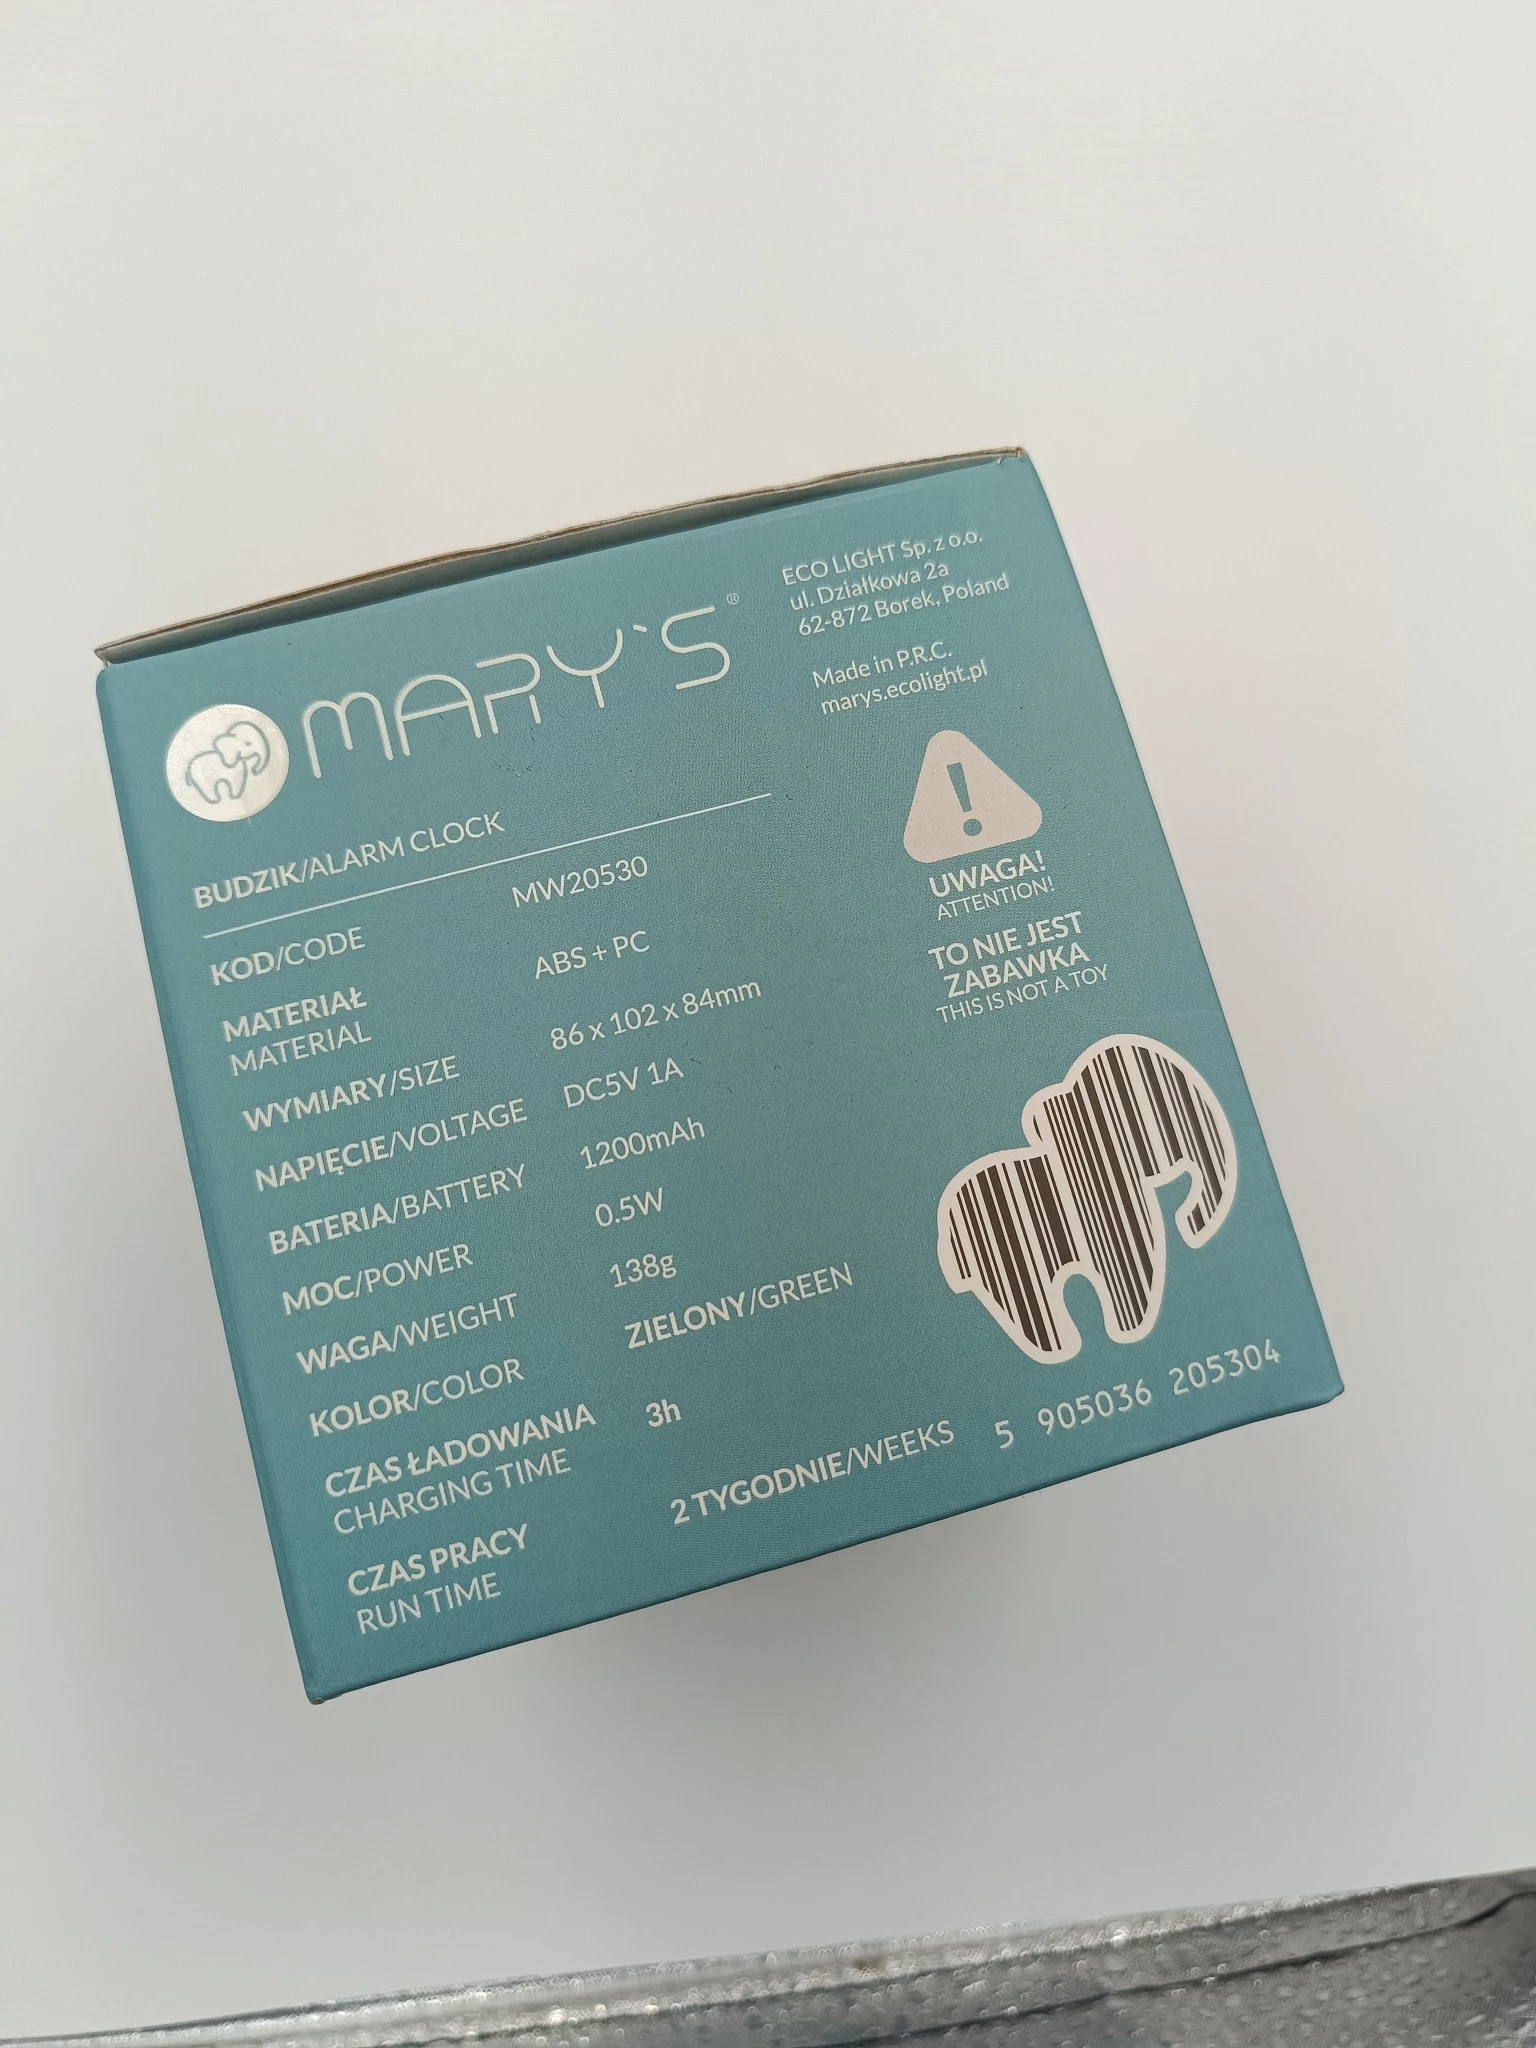 MARY`S®
BUDZIK/ALARM CLOCK
KOD/CODE MW20530
MATERIAŁ ABS + PC
MATERIAL
WYMIARY/SIZE 86 x 102 x 84mm
NAPIĘCIE/VOLTAGE DC5V 1A
BATERIA/BATTERY 1200mAh
MOC/POWER 0.5W
WAGA/WEIGHT 138g
KOLOR/COLOR ZIELONY/GREEN
CZAS ŁADOWANIA 3h
CHARGING TIME
CZAS PRACY 2 TYGODNIE/WEEKS
RUN TIME
ECO LIGHT Sp. z o.o.
ul. Działkowa 2a
62-872 Borek, Poland
Made in P.R.C.
marys.ecolight.pl
!
UWAGA!
ATTENTION!
TO NIE JEST
ZABAWKA
THIS IS NOT A TOY
5 905036 205304